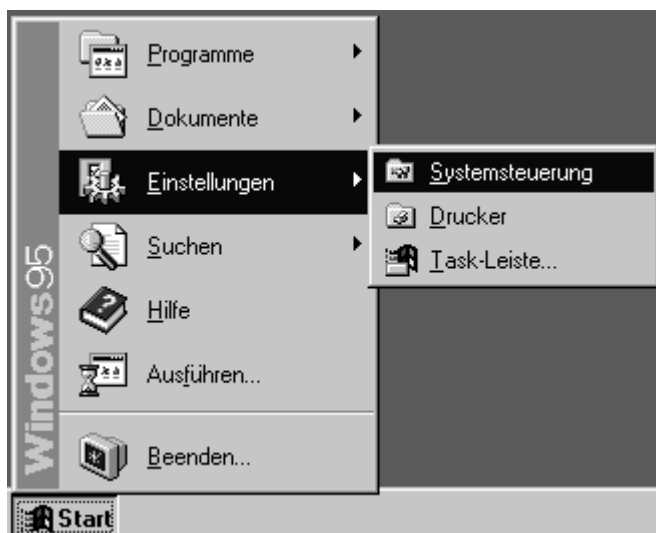 Programme
Dokumente
Einstellungen
Systemsteuerung
Drucker
Task-Leiste...
Suchen
Hilfe
Ausführen...
Beenden...
Windows95
Start